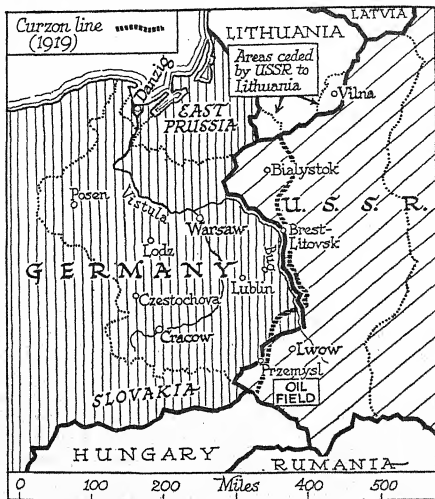 Curzon line
(1919)
LATVIA
LITHUANIA
Areas ceded
by USSR to
Lithuania
Vilna
Danzig
EAST
PRUSSIA
Bialystok
Posen
Vistula
U. S. S. R.
Warsaw
Brest-
Litovsk
Lodz
Bug
GERMANY
Lublin
Czestochova
Cracow
Lwow
Przemysl
OIL
FIELD
SLOVAKIA
HUNGARY
RUMANIA
0 100 200 Miles 300 400 500